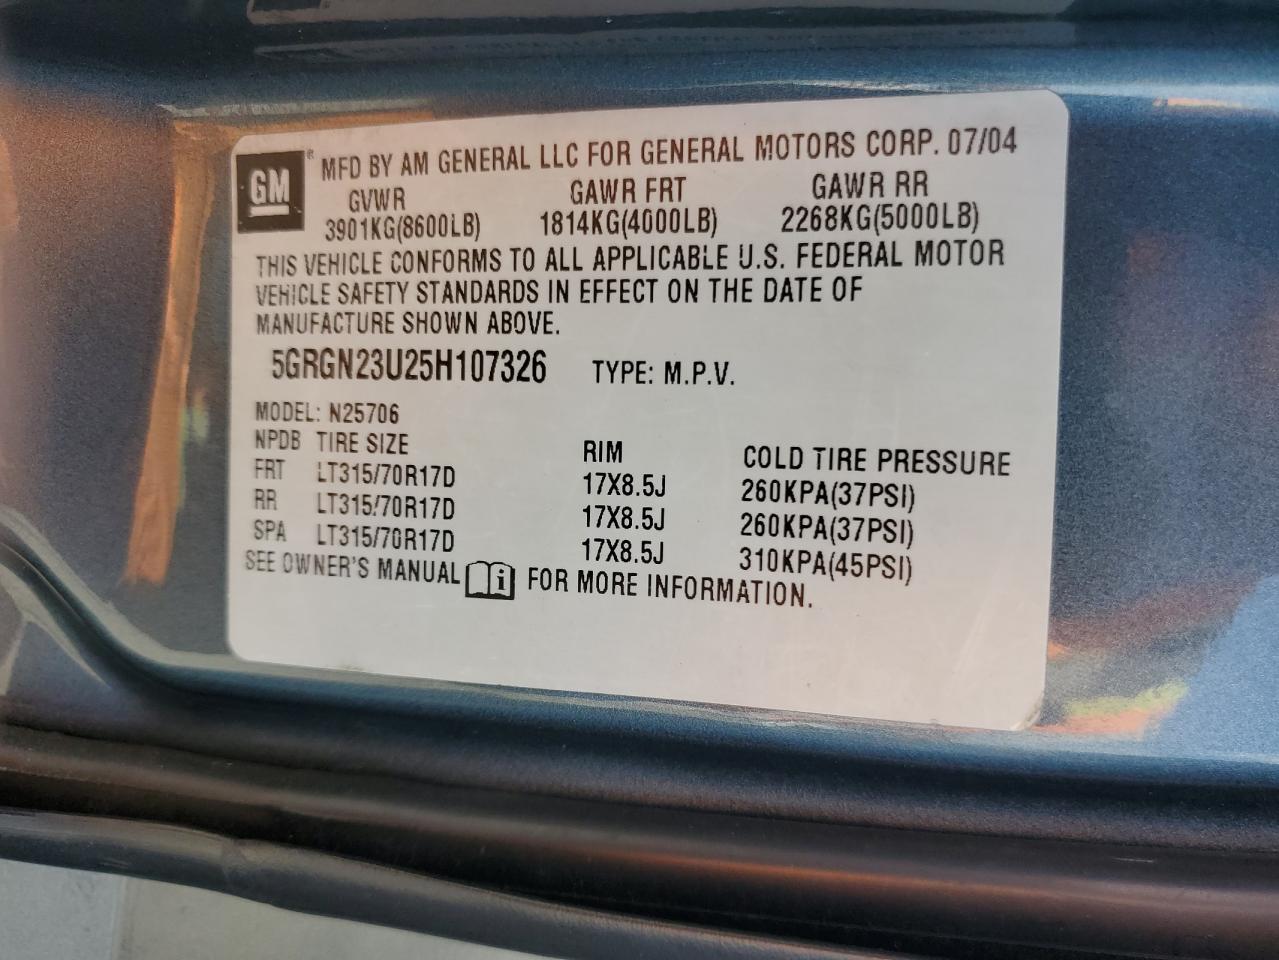 GM ® MFD BY AM GENERAL LLC FOR GENERAL MOTORS CORP. 07/04
GVWR GAWR FRT GAWR RR
3901KG(8600LB) 1814KG(4000LB) 2268KG(5000LB)
THIS VEHICLE CONFORMS TO ALL APPLICABLE U.S. FEDERAL MOTOR
VEHICLE SAFETY STANDARDS IN EFFECT ON THE DATE OF
MANUFACTURE SHOWN ABOVE.
5GRGN23U25H107326 TYPE: M.P.V.
MODEL: N25706
NPDB TIRE SIZE RIM COLD TIRE PRESSURE
FRT LT315/70R17D 17X8.5J 260KPA(37PSI)
RR LT315/70R17D 17X8.5J 260KPA(37PSI)
SPA LT315/70R17D 17X8.5J 310KPA(45PSI)
SEE OWNER'S MANUAL i FOR MORE INFORMATION.